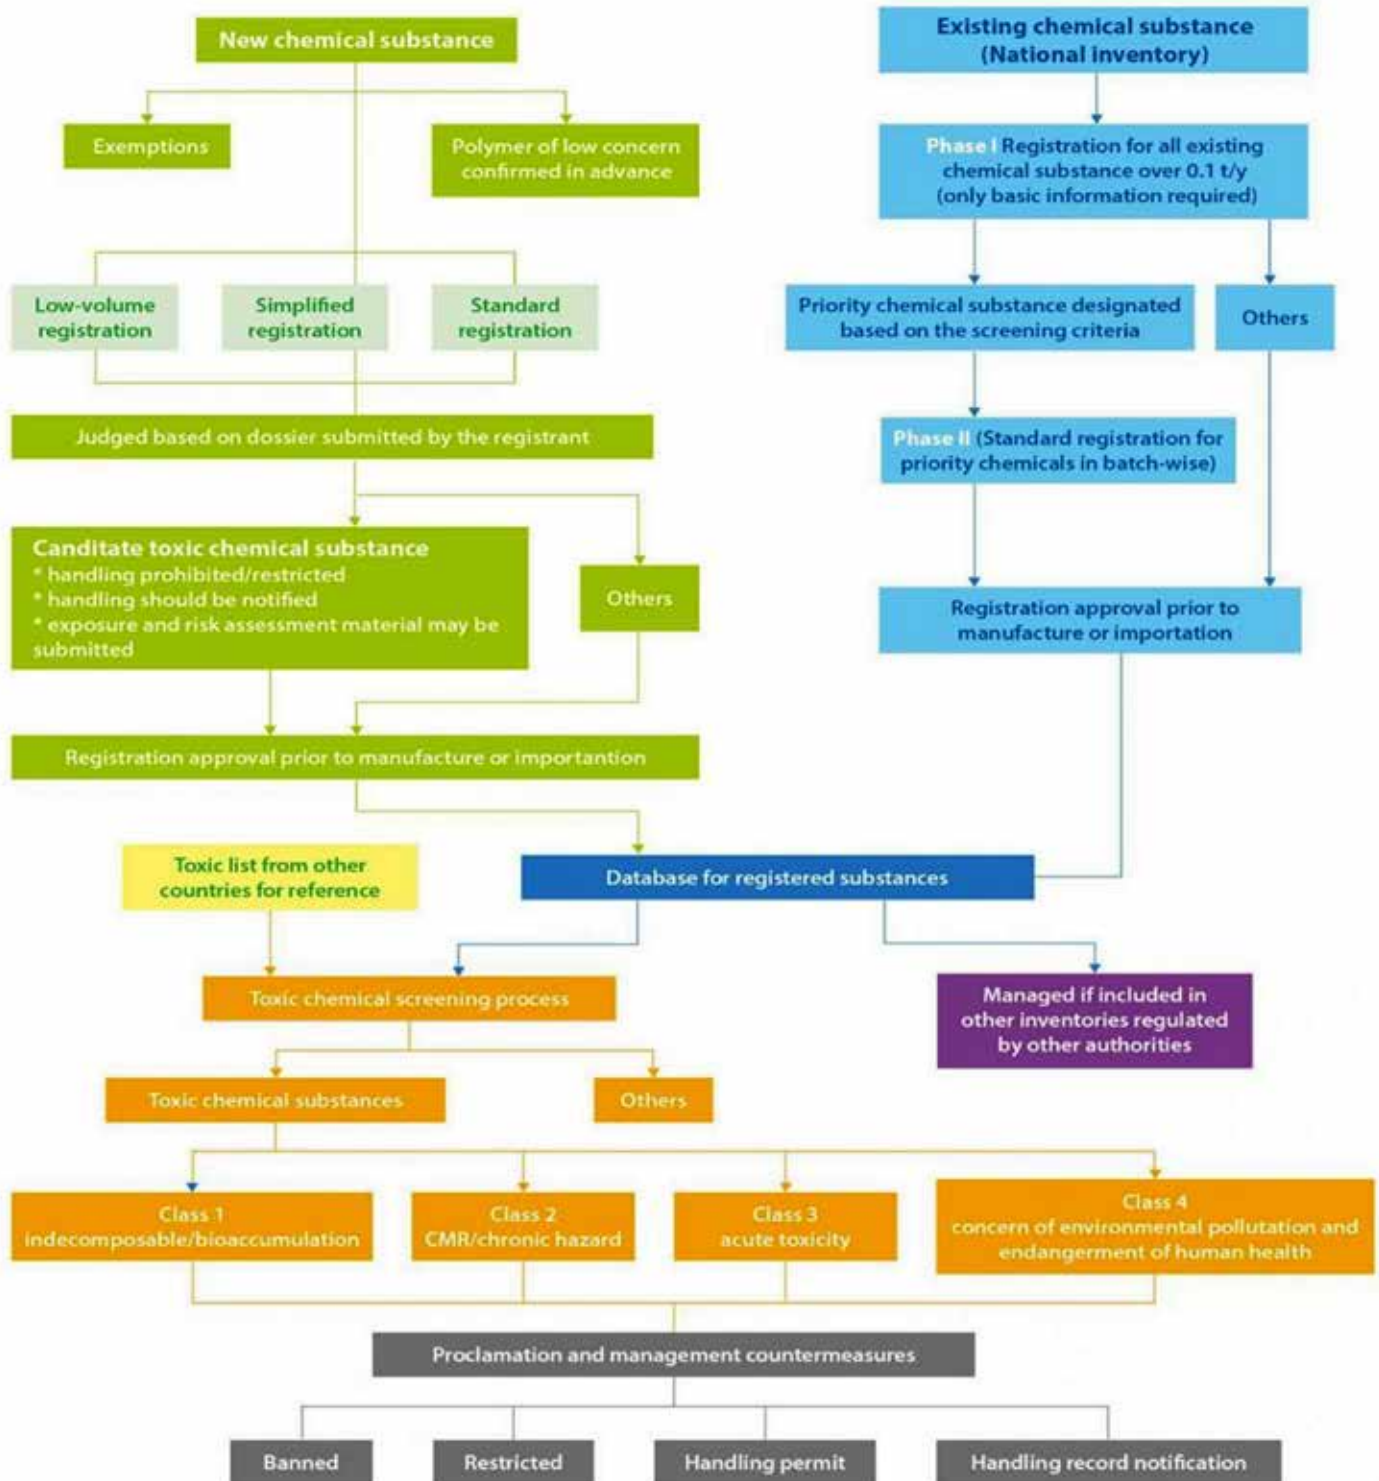 New chemical substance
Existing chemical substance
(National inventory)
Exemptions
Polymer of low concern
confirmed in advance
Phase I Registration for all existing
chemical substance over 0.1 t/y
(only basic information required)
Low-volume
registration
Simplified
registration
Standard
registration
Priority chemical substance designated
based on the screening criteria
Others
Judged based on dossier submitted by the registrant
Phase II (Standard registration for
priority chemicals in batch-wise)
Canditate toxic chemical substance
* handling prohibited/restricted
* handling should be notified
* exposure and risk assessment material may be
submitted
Others
Registration approval prior to
manufacture or importation
Registration approval prior to manufacture or importantion
Toxic list from other
countries for reference
Database for registered substances
Toxic chemical screening process
Managed if included in
other inventories regulated
by other authorities
Toxic chemical substances
Others
Class 1
indecomposable/bioaccumulation
Class 2
CMR/chronic hazard
Class 3
acute toxicity
Class 4
concern of environmental pollutation and
endangerment of human health
Proclamation and management countermeasures
Banned
Restricted
Handling permit
Handling record notification